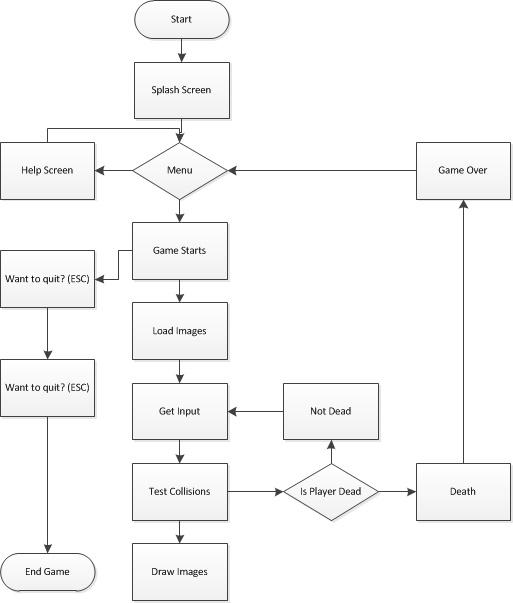 Start
Splash Screen
Help Screen
Menu
Game Over
Game Starts
Want to quit? (ESC)
Load Images
Want to quit? (ESC)
Get Input
Not Dead
Test Collisions
Is Player Dead
Death
End Game
Draw Images